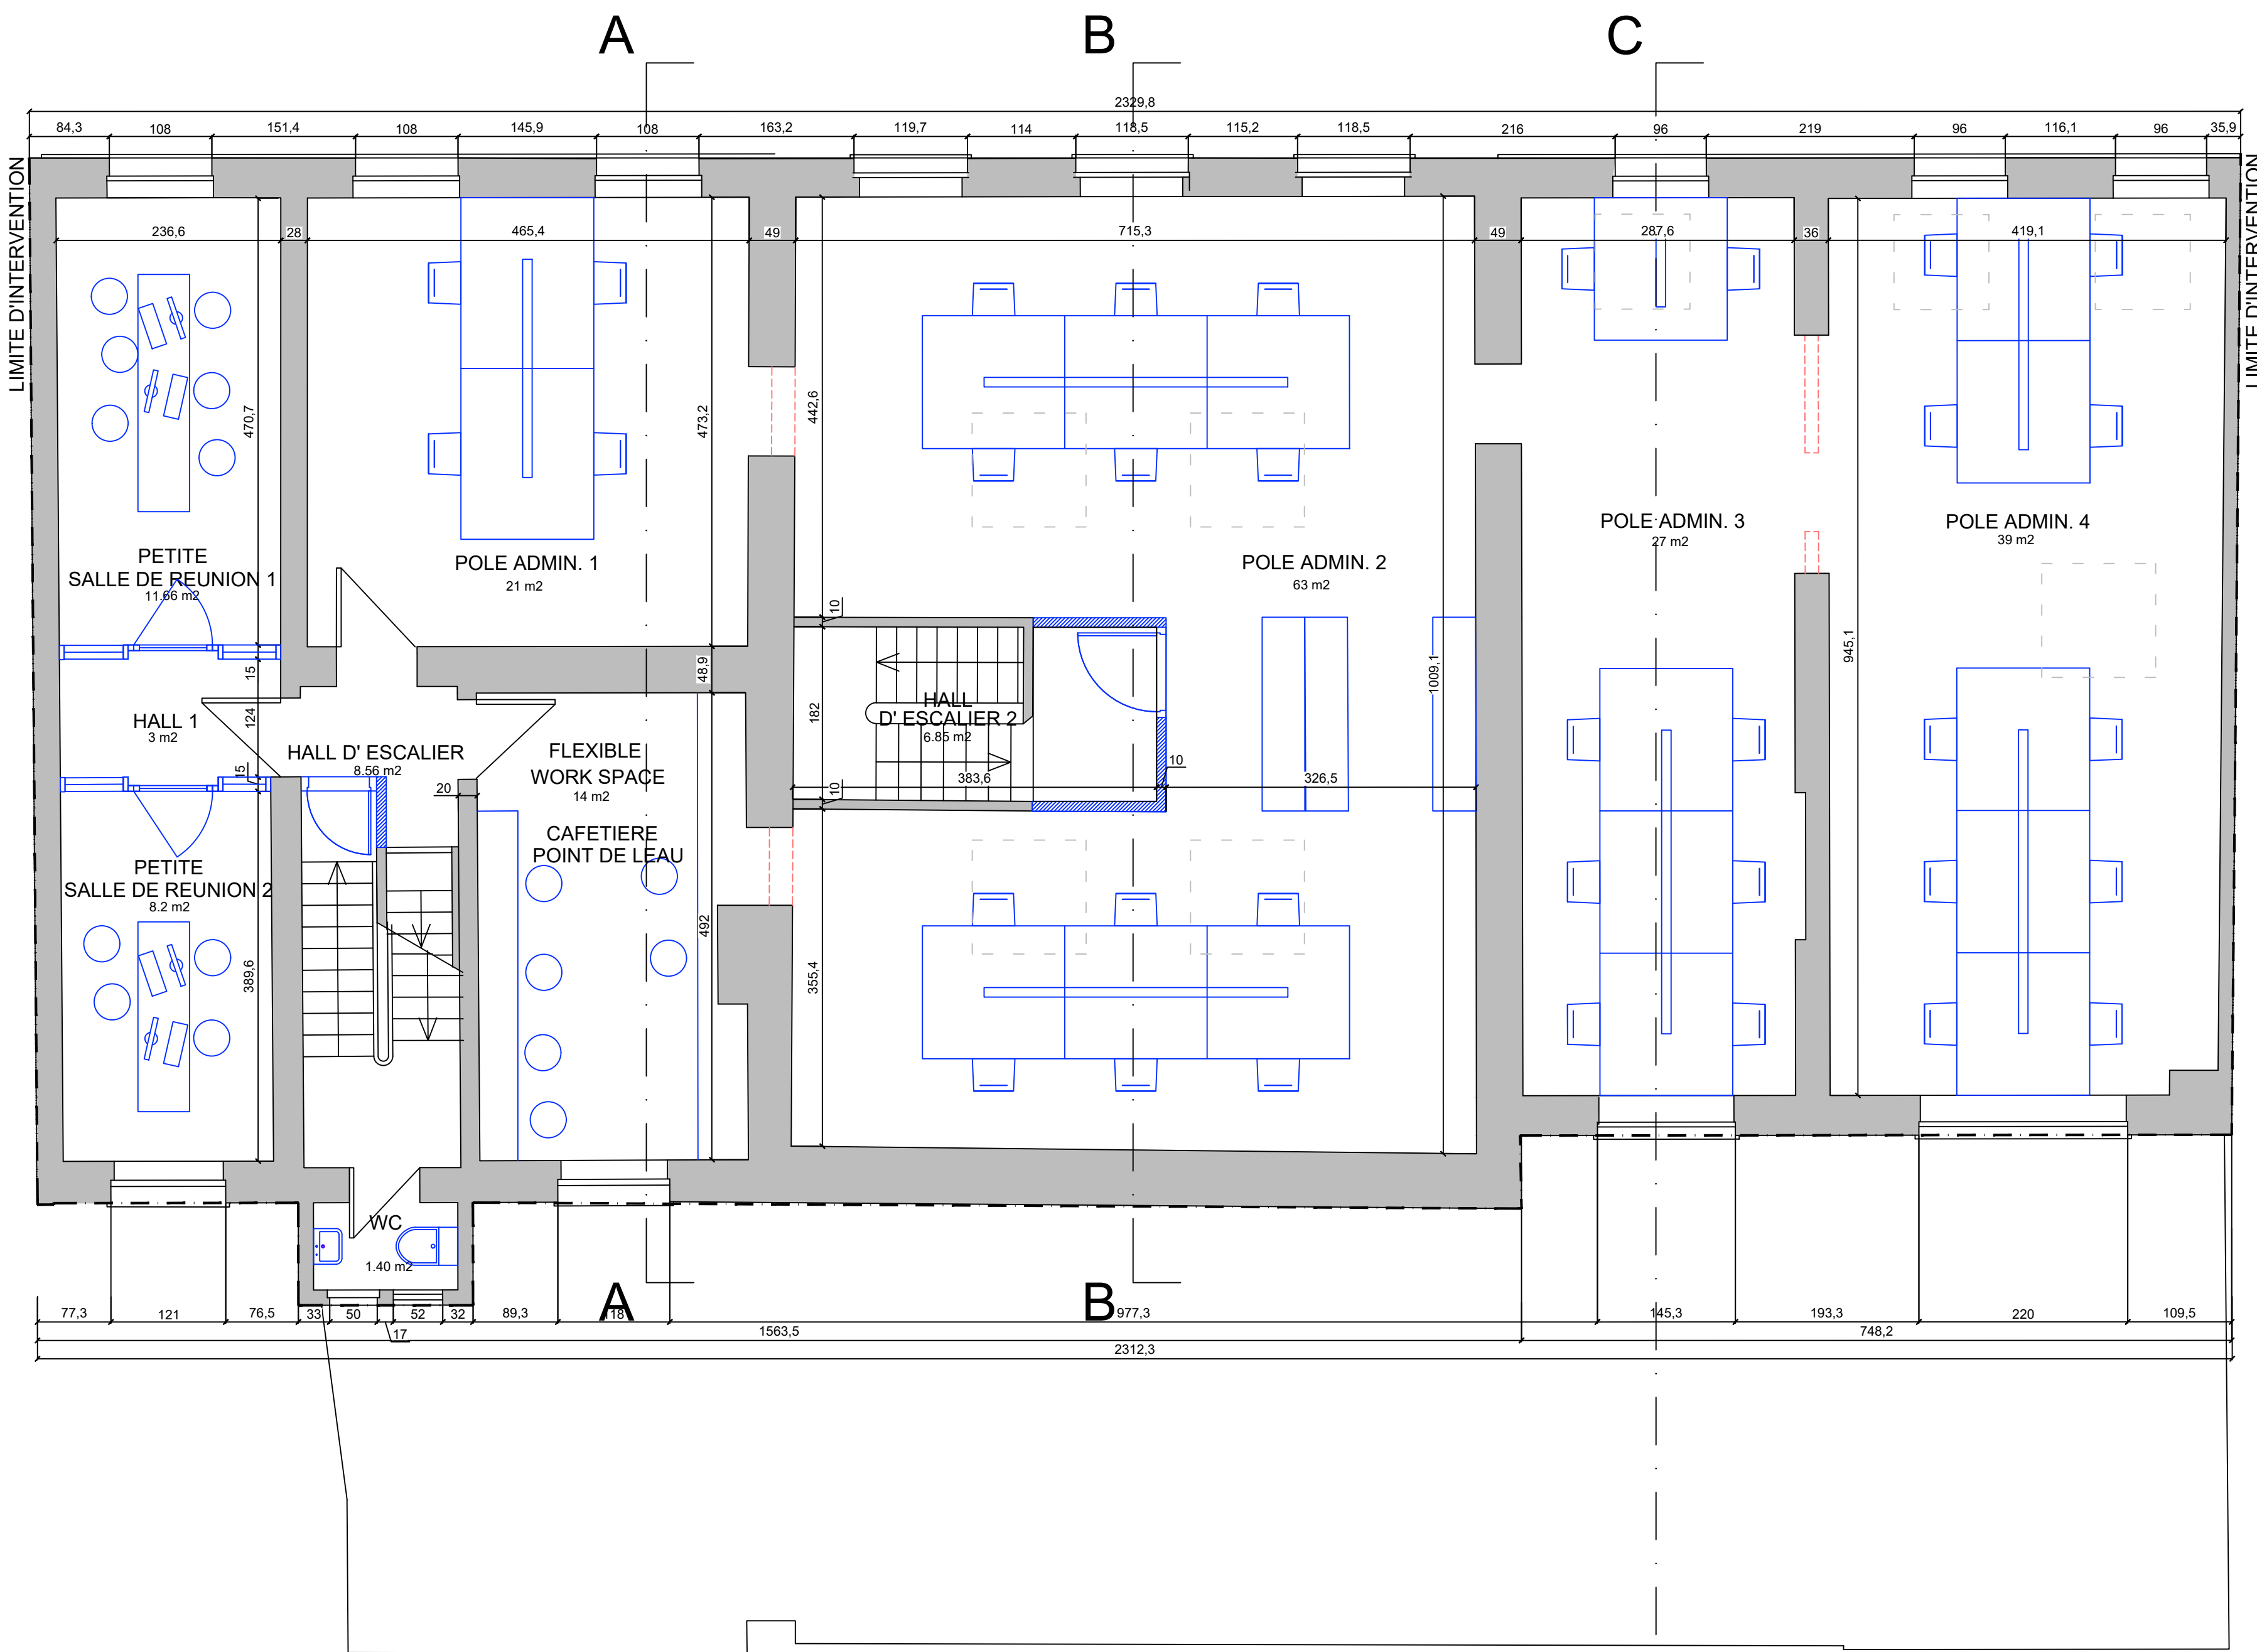 A B C
2329,8
84,3 108 151,4 108 145,9 108 163,2 119,7 114 118,5 115,2 118,5 216 96 219 96 116,1 96 35,9
LIMITE D'INTERVENTION
LIMITE D'INTERVENTION
236,6 28 465,4 49 715,3 49 287,6 36 419,1
470,7
473,2
442,6
PETITE
SALLE DE REUNION 1
11.66 m2
POLE ADMIN. 1
21 m2
POLE ADMIN. 2
63 m2
POLE ADMIN. 3
27 m2
POLE ADMIN. 4
39 m2
10
15
48,9
1009,1
945,1
124
182
HALL 1
3 m2
HALL D' ESCALIER
8.56 m2
15
20
FLEXIBLE
WORK SPACE
14 m2
HALL
D' ESCALIER 2
6.85 m2
383,6
10
326,5
10
CAFETIERE
POINT DE LEAU
PETITE
SALLE DE REUNION 2
8.2 m2
389,6
492
355,4
WC
1.40 m2
A B
77,3 121 76,5 33 50 52 32 89,3 118 977,3 145,3 193,3 220 109,5
17
1563,5 748,2
2312,3